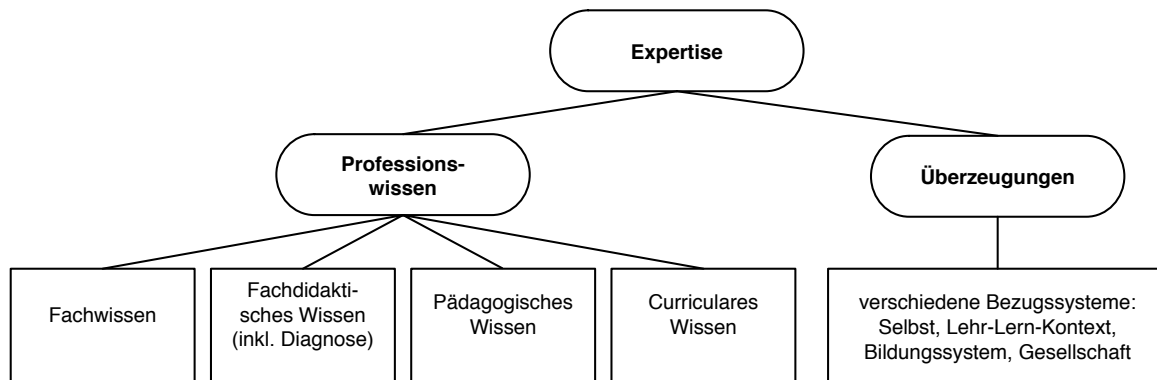 Expertise
Professions-
wissen
Überzeugungen
Fachwissen
Fachdidakti-
sches Wissen
(inkl. Diagnose)
Pädagogisches
Wissen
Curriculares
Wissen
verschiedene Bezugssysteme:
Selbst, Lehr-Lern-Kontext,
Bildungssystem, Gesellschaft